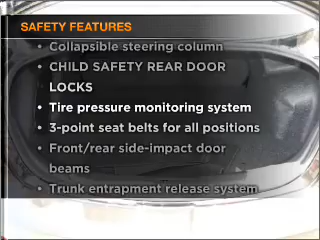 SAFETY FEATURES
• Collapsible steering column
• CHILD SAFETY REAR DOOR
LOCKS
• Tire pressure monitoring system
• 3-point seat belts for all positions
• Front/rear side-impact door
beams
• Trunk entrapment release system